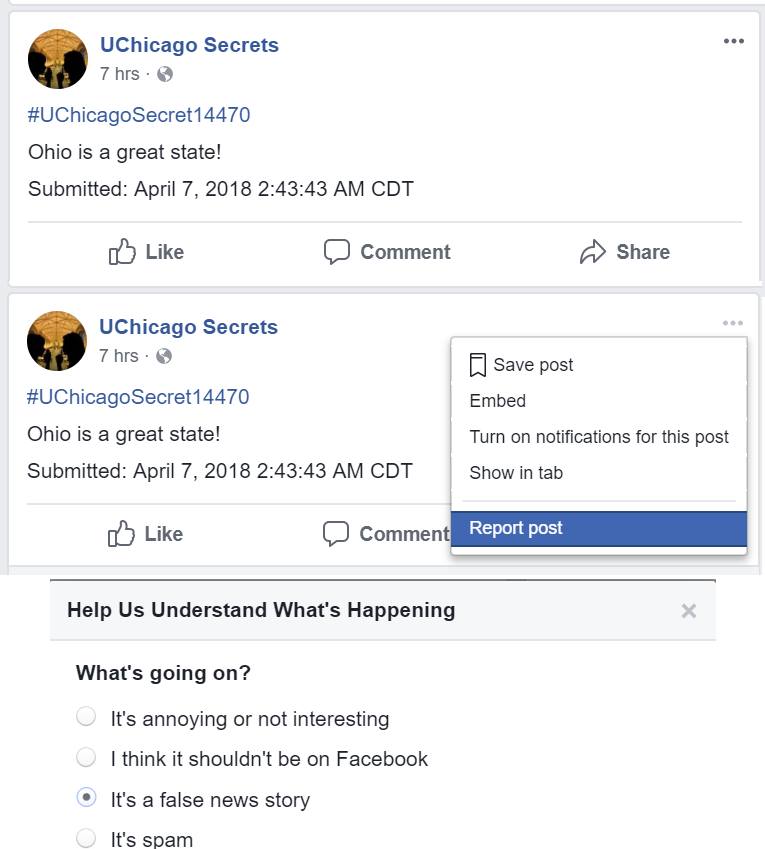 UChicago Secrets
7 hrs ·
#UChicagoSecret14470
Ohio is a great state!
Submitted: April 7, 2018 2:43:43 AM CDT
Like Comment Share
UChicago Secrets
7 hrs ·
Save post
Embed
#UChicagoSecret14470
Ohio is a great state!
Turn on notifications for this post
Submitted: April 7, 2018 2:43:43 AM CDT
Show in tab
Like Comment
Report post
Help Us Understand What's Happening
What's going on?
It's annoying or not interesting
I think it shouldn't be on Facebook
It's a false news story
It's spam